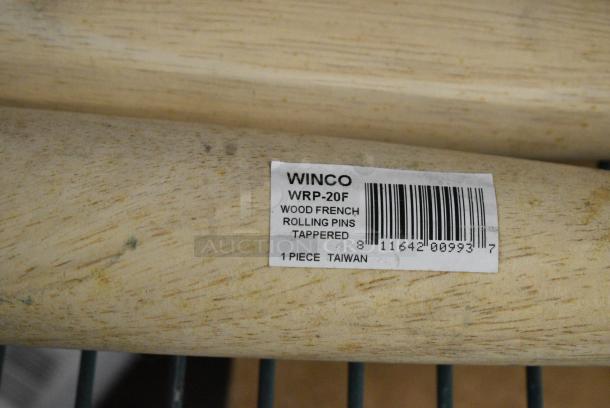 WINCO
WRP-20F
WOOD FRENCH
ROLLING PINS
TAPPERED
8 11642 00993 7
1 PIECE TAIWAN